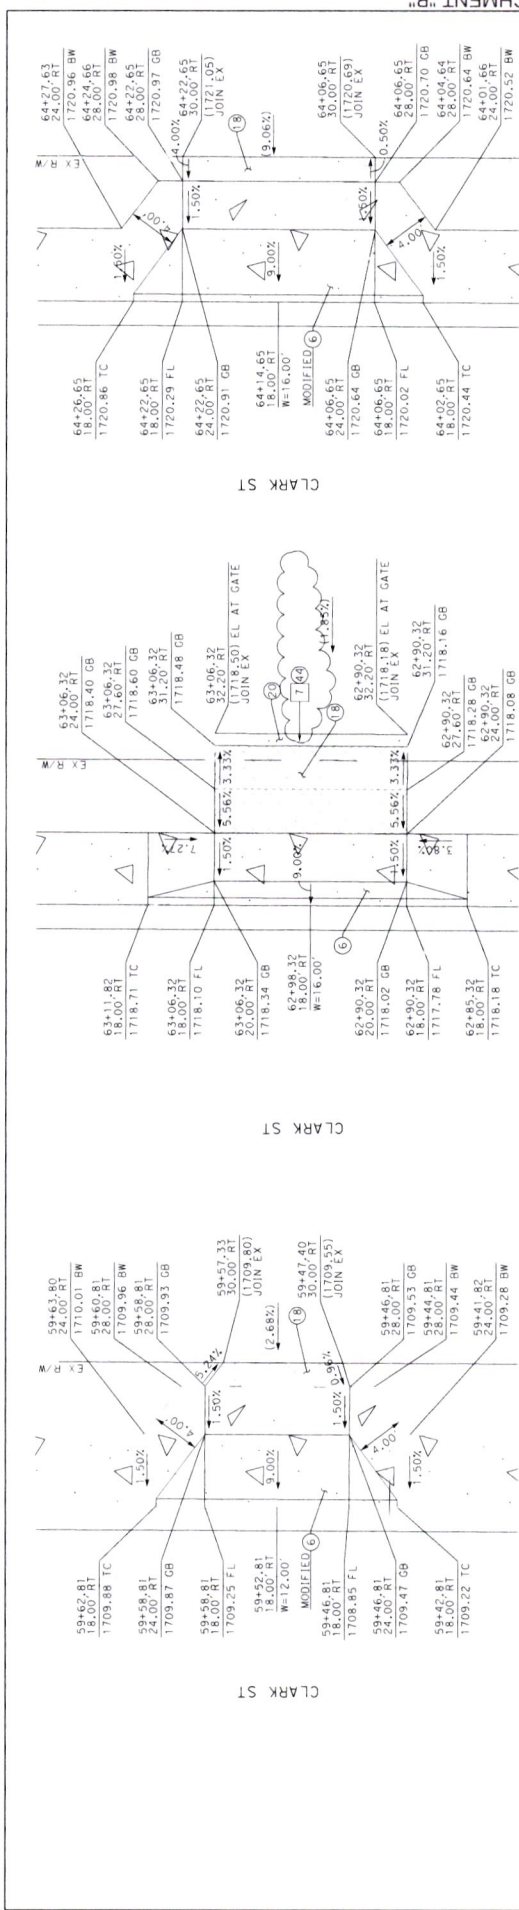 CHMENT "B"
64+27.63
24.00' RT
1720.96 BW
64+24.66
28.00' RT
1720.98 BW
64+22.65
28.00' RT
1720.97 GB
64+22.65
30.00' RT
(1721.05)
JOIN EX
64+06.65
30.00' RT
(1720.69)
JOIN EX
64+06.65
28.00' RT
1720.70 GB
64+04.64
28.00' RT
1720.64 BW
64+01.66
24.00' RT
1720.52 BW
EX R/W
4.00%
18
(9.06%)
0.50%
1.50%
1.50%
4.00'
4.00'
1.50%
9.00%
1.50%
64+26.65
18.00' RT
1720.86 TC
64+22.65
18.00' RT
1720.29 FL
64+22.65
24.00' RT
1720.91 GB
64+14.65
18.00' RT
W=16.00'
MODIFIED 6
64+06.65
24.00' RT
1720.64 GB
64+06.65
18.00' RT
1720.02 FL
64+02.65
18.00' RT
1720.44 TC
CLARK ST
63+06.32
24.00' RT
1718.40 GB
63+06.32
27.60' RT
1718.60 GB
63+06.32
31.20' RT
1718.48 GB
63+06.32
32.20' RT
(1718.50) EL AT GATE
JOIN EX
20
7 44
(1.85%)
18
62+90.32
32.20' RT
(1718.18) EL AT GATE
JOIN EX
62+90.32
31.20' RT
1718.16 GB
62+90.32
27.60' RT
1718.28 GB
62+90.32
24.00' RT
1718.08 GB
EX R/W
5.56% 3.33%
5.56% 3.33%
7.27%
1.50%
9.00%
1.50%
3.80%
6
63+11.82
18.00' RT
1718.71 TC
63+06.32
18.00' RT
1718.10 FL
63+06.32
20.00' RT
1718.34 GB
62+98.32
18.00' RT
W=16.00'
62+90.32
20.00' RT
1718.02 GB
62+90.32
18.00' RT
1717.78 FL
62+85.32
18.00' RT
1718.18 TC
CLARK ST
59+63.80
24.00' RT
1710.01 BW
59+60.81
28.00' RT
1709.96 BW
59+58.81
28.00' RT
1709.93 GB
59+57.33
30.00' RT
(1709.80)
JOIN EX
59+47.40
30.00' RT
(1709.55)
JOIN EX
59+46.81
28.00' RT
1709.53 GB
59+44.81
28.00' RT
1709.44 BW
59+41.82
24.00' RT
1709.28 BW
EX R/W
5.24%
(2.68%)
18
0.96%
1.50%
1.50%
4.00'
4.00'
1.50%
9.00%
1.50%
59+62.81
18.00' RT
1709.88 TC
59+58.81
24.00' RT
1709.87 GB
59+58.81
18.00' RT
1709.25 FL
59+52.81
18.00' RT
W=12.00'
MODIFIED 6
59+46.81
18.00' RT
1708.85 FL
59+46.81
24.00' RT
1709.47 GB
59+42.81
18.00' RT
1709.22 TC
CLARK ST